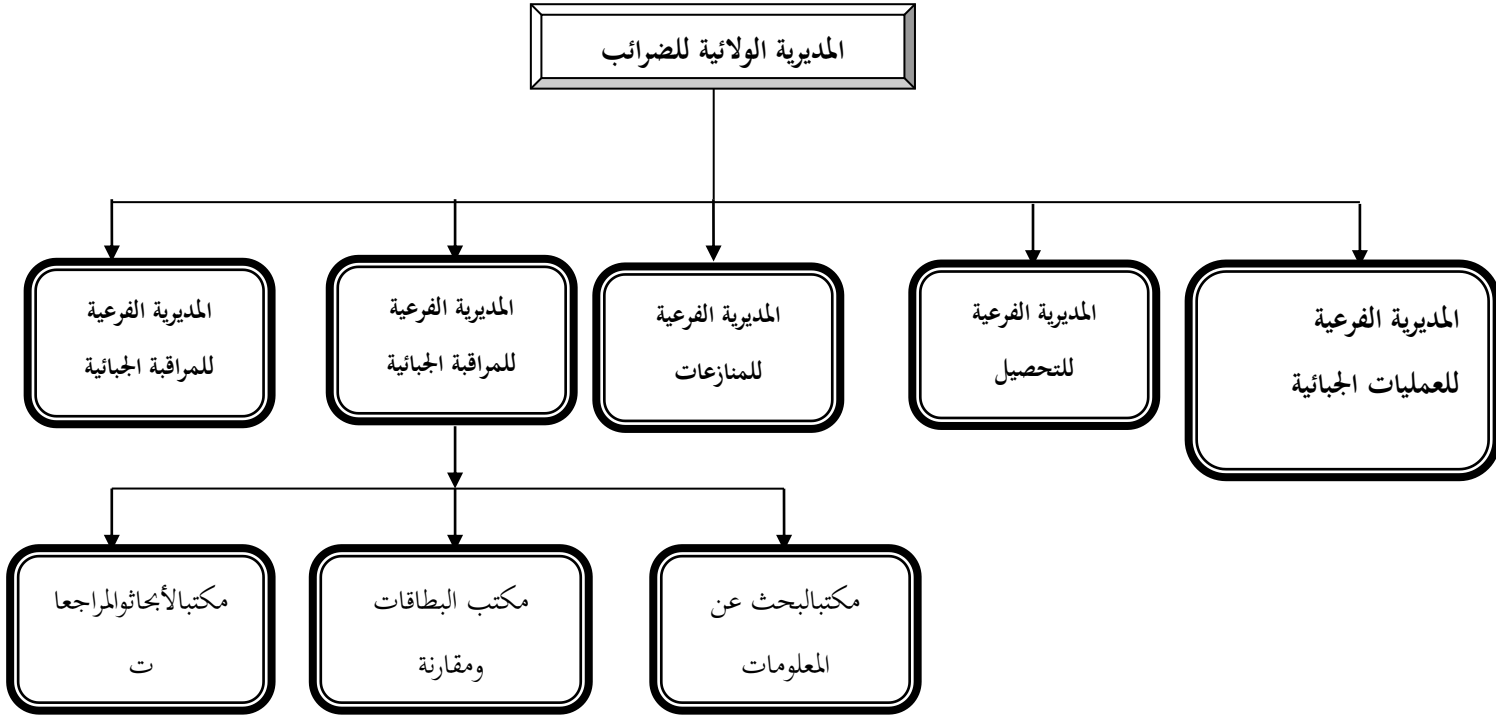 المديرية الولائية للضرائب
المديرية الفرعية
للعمليات الجبائية
المديرية الفرعية
للتحصيل
المديرية الفرعية
للمنازعات
المديرية الفرعية
للمراقبة الجبائية
المديرية الفرعية
للمراقبة الجبائية
مكتبالبحث عن
المعلومات
مكتب البطاقات
ومقارنة
مكتبالأبحاثوالمراجعا
ت